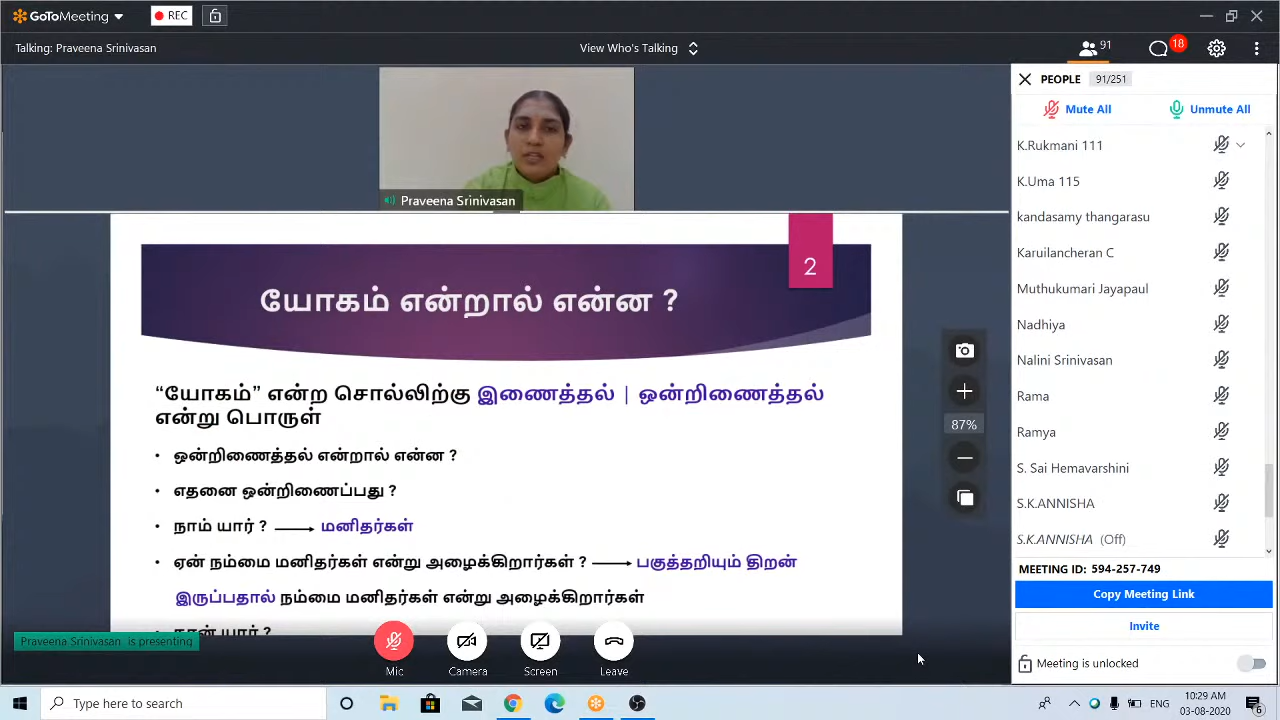 GoToMeeting
REC
Talking: Praveena Srinivasan
View Who's Talking
91
18
PEOPLE 91/251
Mute All
Unmute All
K.Rukmani 111
K.Uma 115
kandasamy thangarasu
Karuilancheran C
Muthukumari Jayapaul
Nadhiya
Nalini Srinivasan
Rama
Ramya
S. Sai Hemavarshini
S.K.ANNISHA
S.K.ANNISHA (Off)
MEETING ID: 594-257-749
Copy Meeting Link
Invite
Meeting is unlocked
Praveena Srinivasan
2
யோகம் என்றால் என்ன ?
“யோகம்” என்ற சொல்லிற்கு இணைத்தல் | ஒன்றிணைத்தல்
என்று பொருள்
• ஒன்றிணைத்தல் என்றால் என்ன ?
• எதனை ஒன்றிணைப்பது ?
• நாம் யார் ? → மனிதர்கள்
• ஏன் நம்மை மனிதர்கள் என்று அழைக்கிறார்கள் ? → பகுத்தறியும் திறன்
இருப்பதால் நம்மை மனிதர்கள் என்று அழைக்கிறார்கள்
• நான் யார் ?
87%
Praveena Srinivasan is presenting
Mic
Camera
Screen
Leave
Type here to search
ENG
10:29 AM
03-08-2020
6